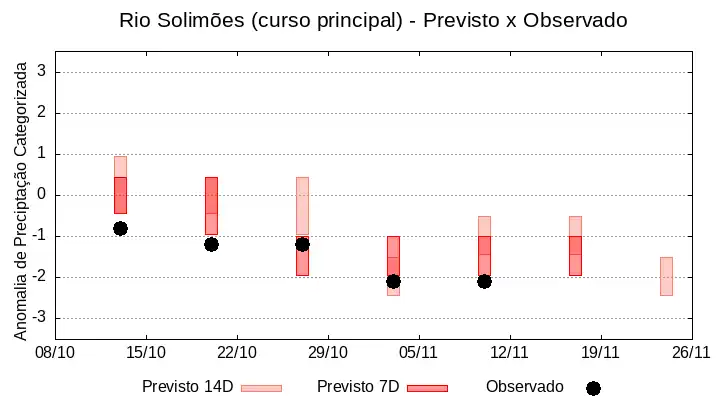 Rio Solimões (curso principal) - Previsto x Observado
Anomalia de Preciptação Categorizada
3
2
1
0
-1
-2
-3
08/10 15/10 22/10 29/10 05/11 12/11 19/11 26/11
Previsto 14D Previsto 7D Observado